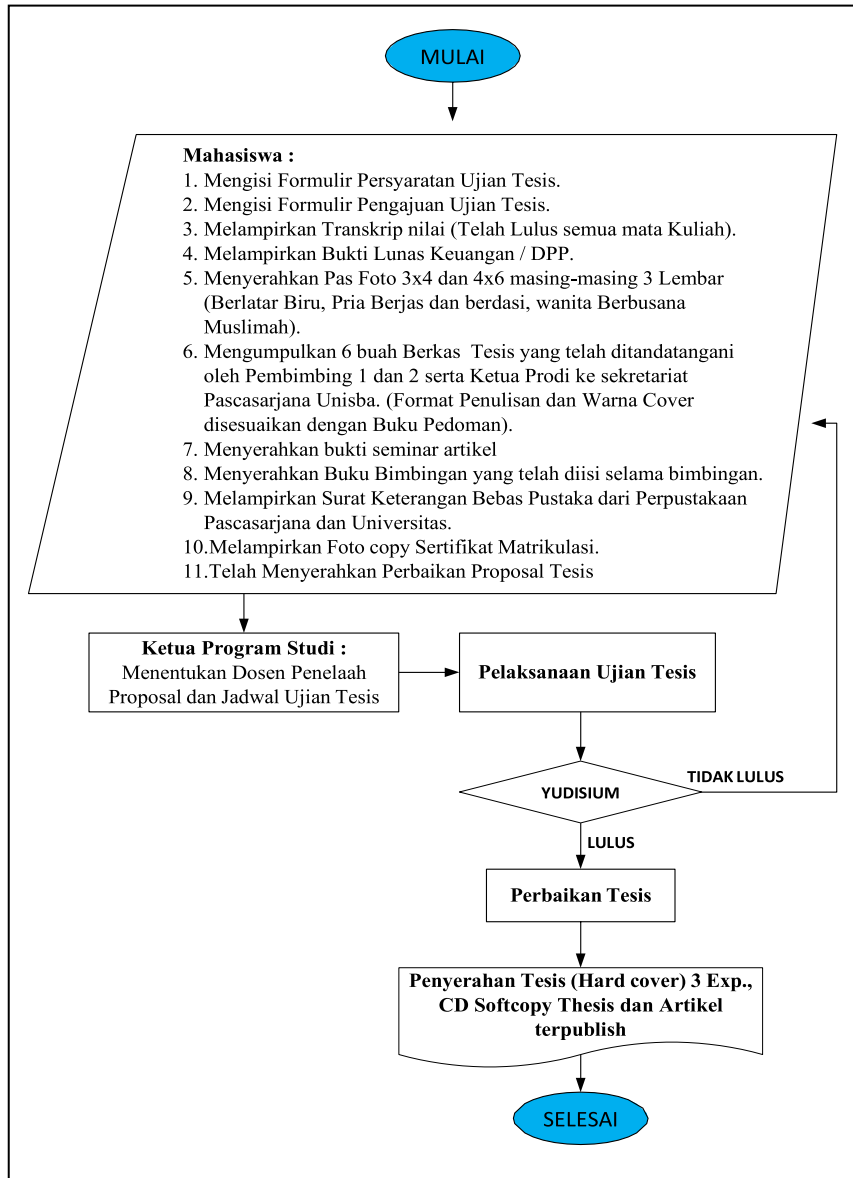 MULAI
Mahasiswa :
1. Mengisi Formulir Persyaratan Ujian Tesis.
2. Mengisi Formulir Pengajuan Ujian Tesis.
3. Melampirkan Transkrip nilai (Telah Lulus semua mata Kuliah).
4. Melampirkan Bukti Lunas Keuangan / DPP.
5. Menyerahkan Pas Foto 3x4 dan 4x6 masing-masing 3 Lembar
(Berlatar Biru, Pria Berjas dan berdasi, wanita Berbusana
Muslimah).
6. Mengumpulkan 6 buah Berkas Tesis yang telah ditandatangani
oleh Pembimbing 1 dan 2 serta Ketua Prodi ke sekretariat
Pascasarjana Unisba. (Format Penulisan dan Warna Cover
disesuaikan dengan Buku Pedoman).
7. Menyerahkan bukti seminar artikel
8. Menyerahkan Buku Bimbingan yang telah diisi selama bimbingan.
9. Melampirkan Surat Keterangan Bebas Pustaka dari Perpustakaan
Pascasarjana dan Universitas.
10.Melampirkan Foto copy Sertifikat Matrikulasi.
11.Telah Menyerahkan Perbaikan Proposal Tesis
Ketua Program Studi :
Menentukan Dosen Penelaah
Proposal dan Jadwal Ujian Tesis
Pelaksanaan Ujian Tesis
YUDISIUM
TIDAK LULUS
LULUS
Perbaikan Tesis
Penyerahan Tesis (Hard cover) 3 Exp.,
CD Softcopy Thesis dan Artikel
terpublish
SELESAI